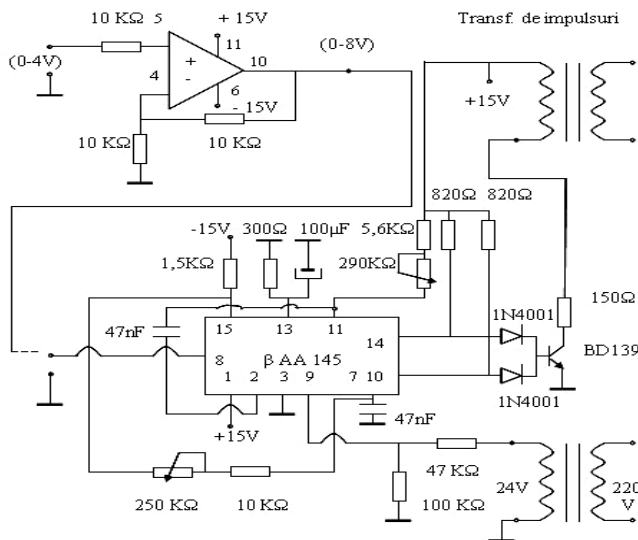 10 KΩ 5
+ 15V
Transf. de impulsuri
(0-4V)
11
10
(0-8V)
+
-
4
6
- 15V
+15V
10 KΩ
10 KΩ
820Ω 820Ω
-15V 300Ω 100µF 5,6KΩ
1,5KΩ
290KΩ
150Ω
47nF
1N4001
15 13 11
14
β AA 145
8
BD139
1 2 3 9 7 10
1N4001
+15V
47nF
47 KΩ
24V
220
V
250 KΩ
10 KΩ
100 KΩ